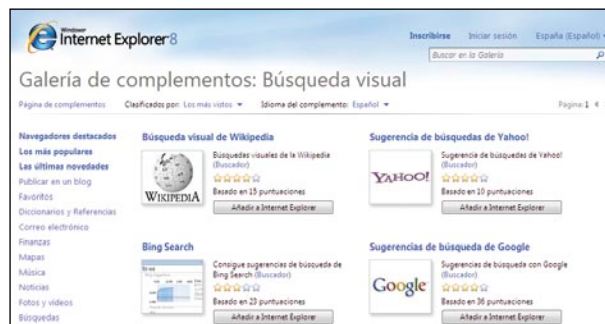 Windows
Internet Explorer 8
Inscribirse Iniciar sesión España (Español)
Buscar en la Galería
Galería de complementos: Búsqueda visual
Página de complementos Clasificados por: Los más vistos Idioma del complemento: Español Página: 1
Navegadores destacados
Los más populares
Las últimas novedades
Publicar en un blog
Favoritos
Diccionarios y Referencias
Correo electrónico
Finanzas
Mapas
Música
Noticias
Fotos y vídeos
Búsquedas
Búsqueda visual de Wikipedia
WIKIPEDIA
Búsquedas visuales de la Wikipedia
(Buscador)
Basado en 15 puntuaciones
Añadir a Internet Explorer
Sugerencia de búsquedas de Yahoo!
YAHOO!
Sugerencia de búsquedas de Yahoo!
(Buscador)
Basado en 10 puntuaciones
Añadir a Internet Explorer
Bing Search
Consigue sugerencias de búsqueda de
Bing Search (Buscador)
Basado en 23 puntuaciones
Añadir a Internet Explorer
Sugerencias de búsqueda de Google
Google
Sugerencias de búsqueda con Google
(Buscador)
Basado en 36 puntuaciones
Añadir a Internet Explorer